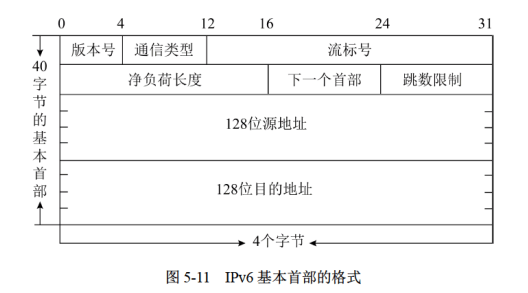 0 4 12 16 24 31
版本号 通信类型 流标号
净负荷长度 下一个首部 跳数限制
40字节的基本首部
128位源地址
128位目的地址
4个字节
图 5-11 IPv6 基本首部的格式